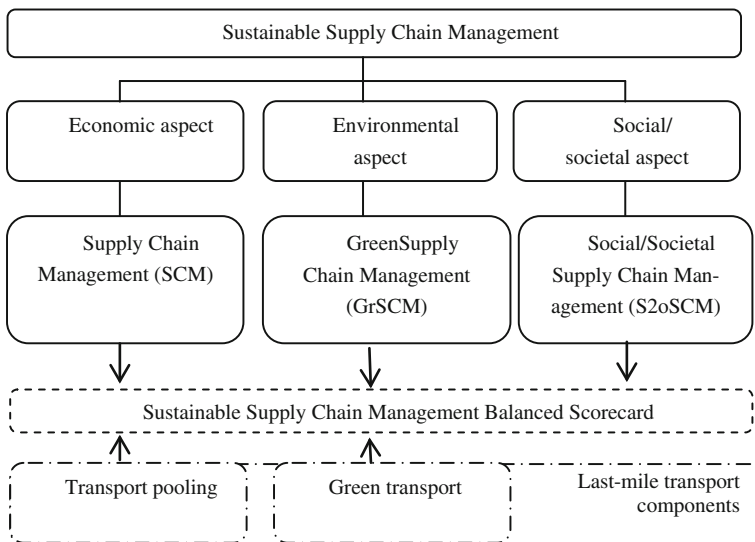 Sustainable Supply Chain Management
Economic aspect
Environmental
aspect
Social/
societal aspect
Supply Chain
Management (SCM)
GreenSupply
Chain Management
(GrSCM)
Social/Societal
Supply Chain Man-
agement (S2oSCM)
Sustainable Supply Chain Management Balanced Scorecard
Transport pooling
Green transport
Last-mile transport
components